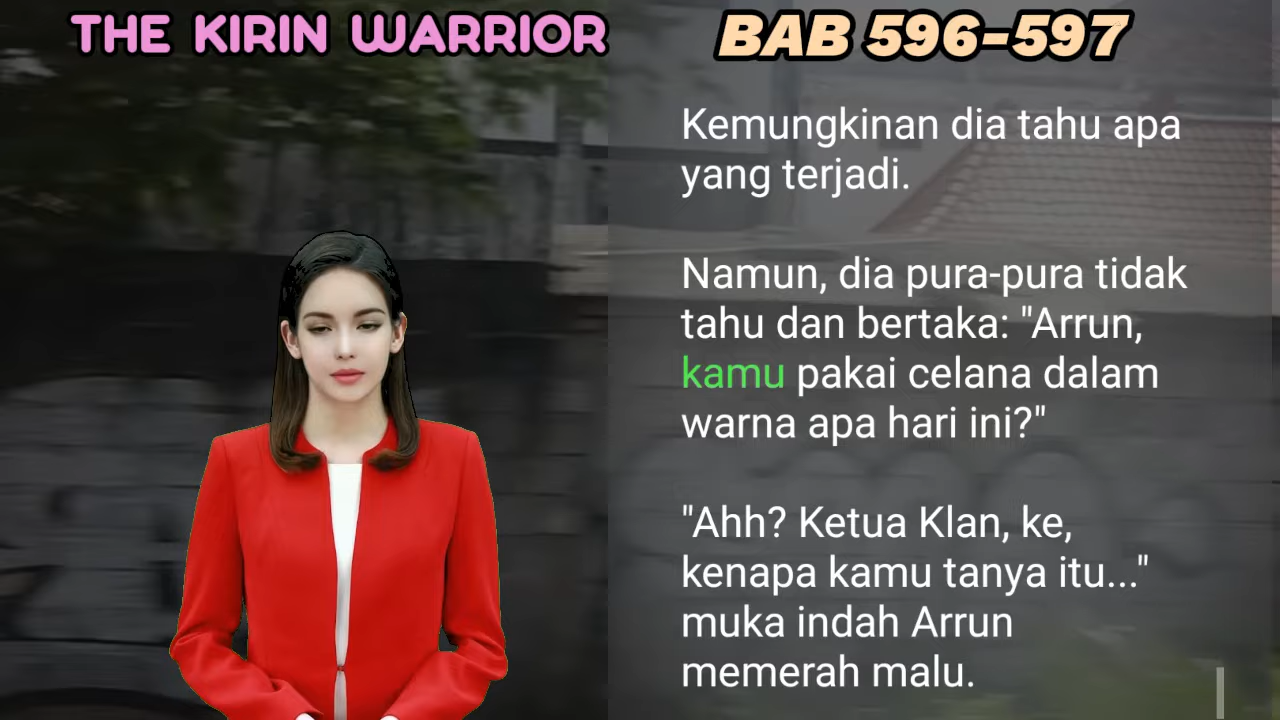 THE KIRIN WARRIOR
BAB 596-597
Kemungkinan dia tahu apa
yang terjadi.
Namun, dia pura-pura tidak
tahu dan bertaka: "Arrun,
kamu pakai celana dalam
warna apa hari ini?"
"Ahh? Ketua Klan, ke,
kenapa kamu tanya itu..."
muka indah Arrun
memerah malu.